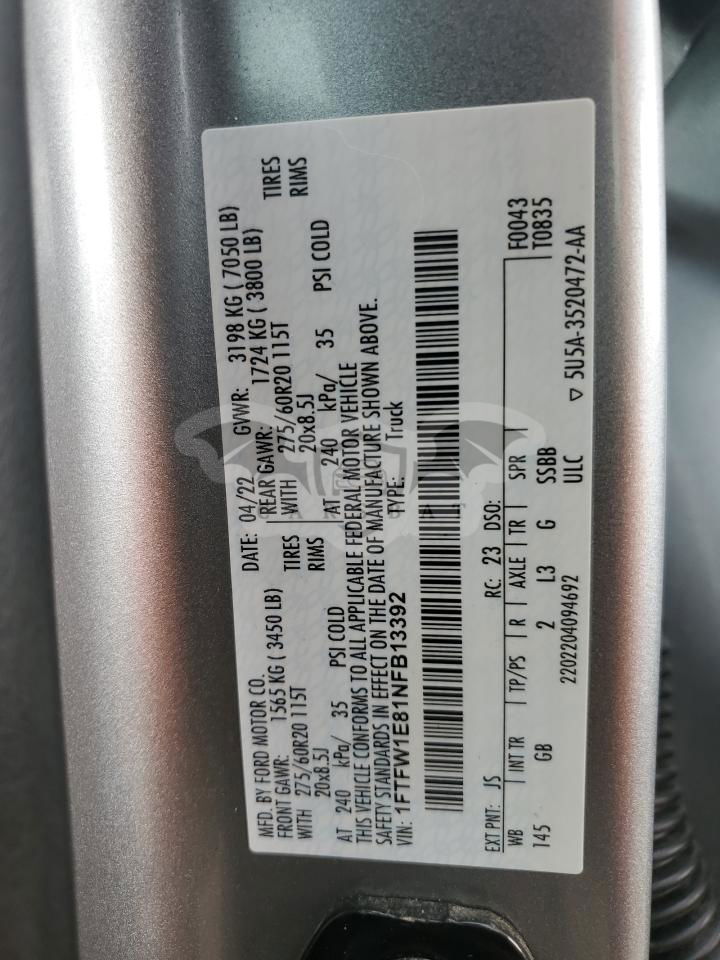 MFD. BY FORD MOTOR CO. DATE: 04/22 GVWR: 3198 KG ( 7050 LB)
FRONT GAWR: 1565 KG ( 3450 LB) REAR GAWR: 1724 KG ( 3800 LB)
WITH 275/60R20 115T TIRES WITH 275/60R20 115T TIRES
20x8.5J RIMS 20x8.5J RIMS
AT 240 kPa/ 35 PSI COLD AT 240 kPa/ 35 PSI COLD
THIS VEHICLE CONFORMS TO ALL APPLICABLE FEDERAL MOTOR VEHICLE
SAFETY STANDARDS IN EFFECT ON THE DATE OF MANUFACTURE SHOWN ABOVE.
VIN: 1FTFW1E81NFB13392 TYPE: Truck
EXT PNT: JS RC: 23 DSO: F0043
WB INT TR TP/PS R AXLE TR SPR T0835
145 GB 2 L3 G SSBB
2202204094692 ULC ▽ 5U5A-3520472-AA